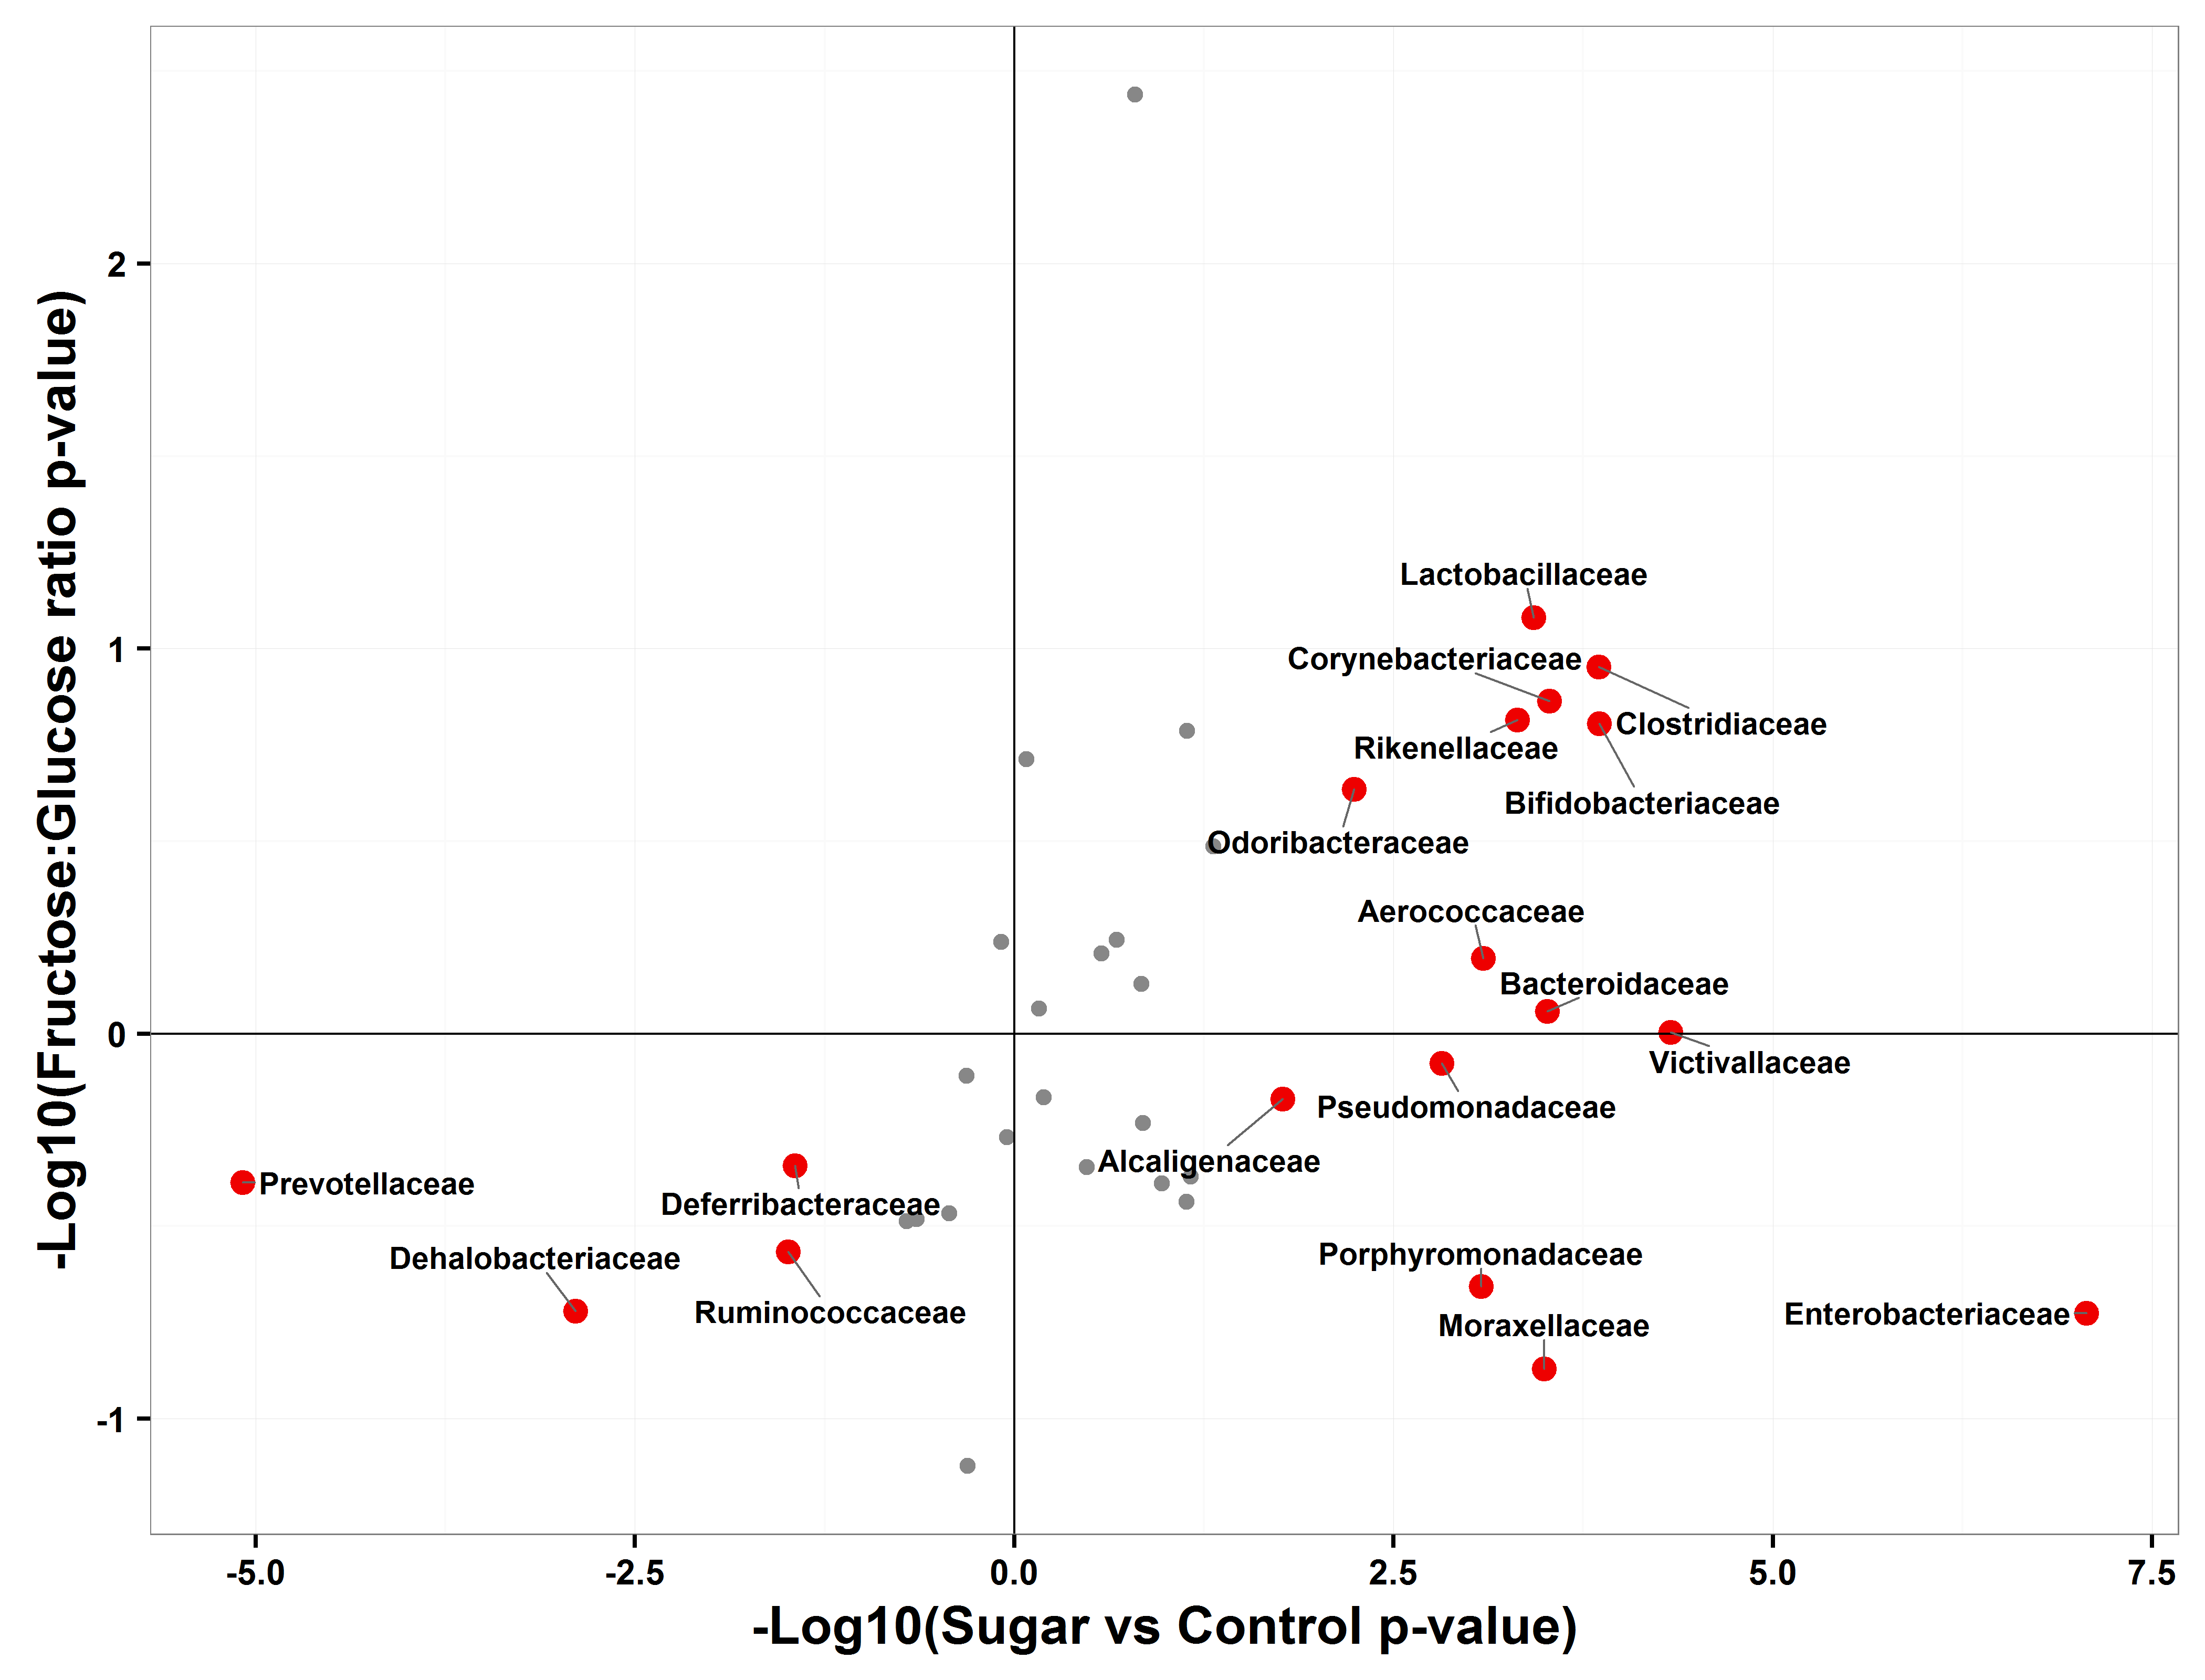 -Log10(Fructose:Glucose ratio p-value)
2
1
0
-1
Lactobacillaceae
Corynebacteriaceae
Clostridiaceae
Rikenellaceae
Bifidobacteriaceae
Odoribacteraceae
Aerococcaceae
Bacteroidaceae
Victivallaceae
Pseudomonadaceae
Alcaligenaceae
Prevotellaceae
Deferribacteraceae
Dehalobacteriaceae
Ruminococcaceae
Porphyromonadaceae
Enterobacteriaceae
Moraxellaceae
-5.0 -2.5 0.0 2.5 5.0 7.5
-Log10(Sugar vs Control p-value)